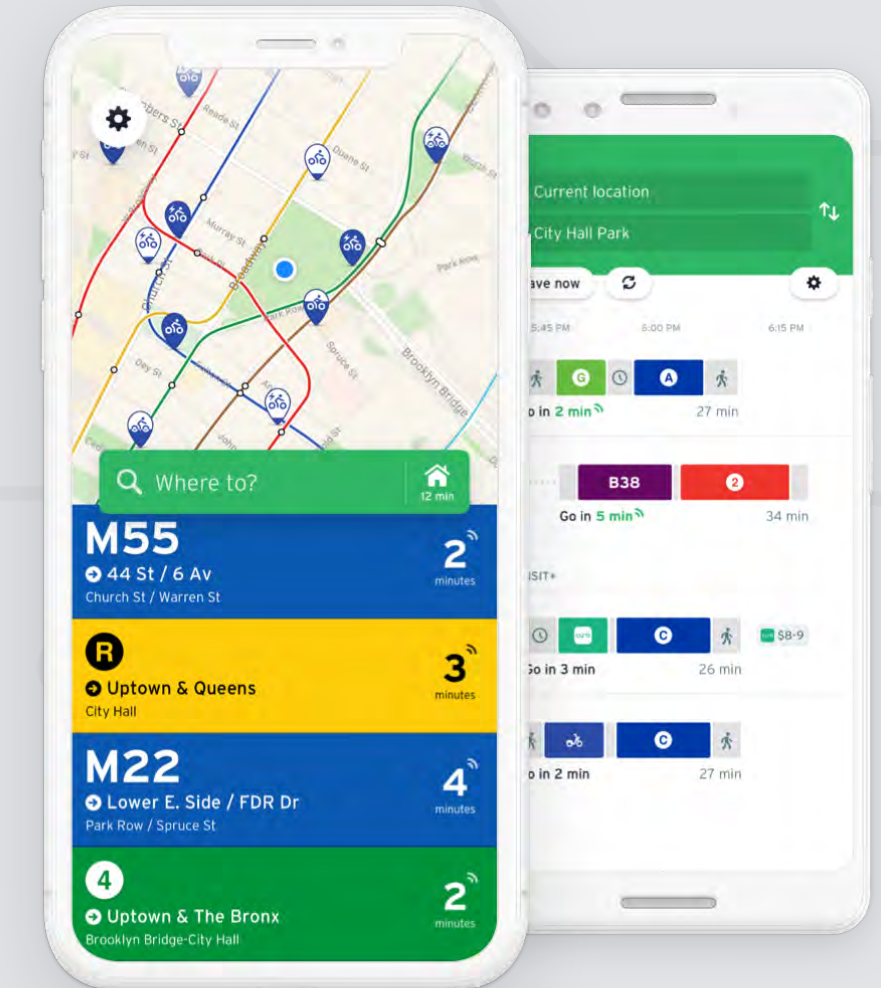 Reade St
Duane St
Worth St
Murray St
Park Row
Church St
Broadway
Park Row
Dey St
Spruce St
Brooklyn Bridge
Where to?
12 min
M55
2
44 St / 6 Av
minutes
Church St / Warren St
R
3
Uptown & Queens
minutes
City Hall
M22
4
Lower E. Side / FDR Dr
minutes
Park Row / Spruce St
4
2
Uptown & The Bronx
minutes
Brooklyn Bridge-City Hall
Current location
City Hall Park
ave now
5:45 PM 6:00 PM 6:15 PM
G A
o in 2 min 27 min
B38 2
Go in 5 min 34 min
C $8-9
Go in 3 min 26 min
C
o in 2 min 27 min